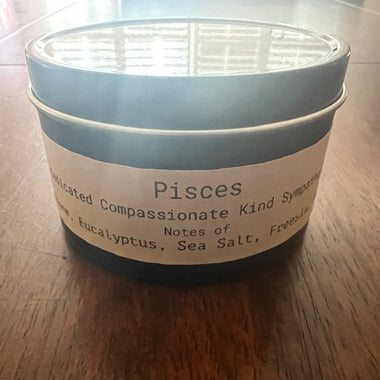 Pisces
Compassionate Kind
Notes of
Eucalyptus, Sea Salt,